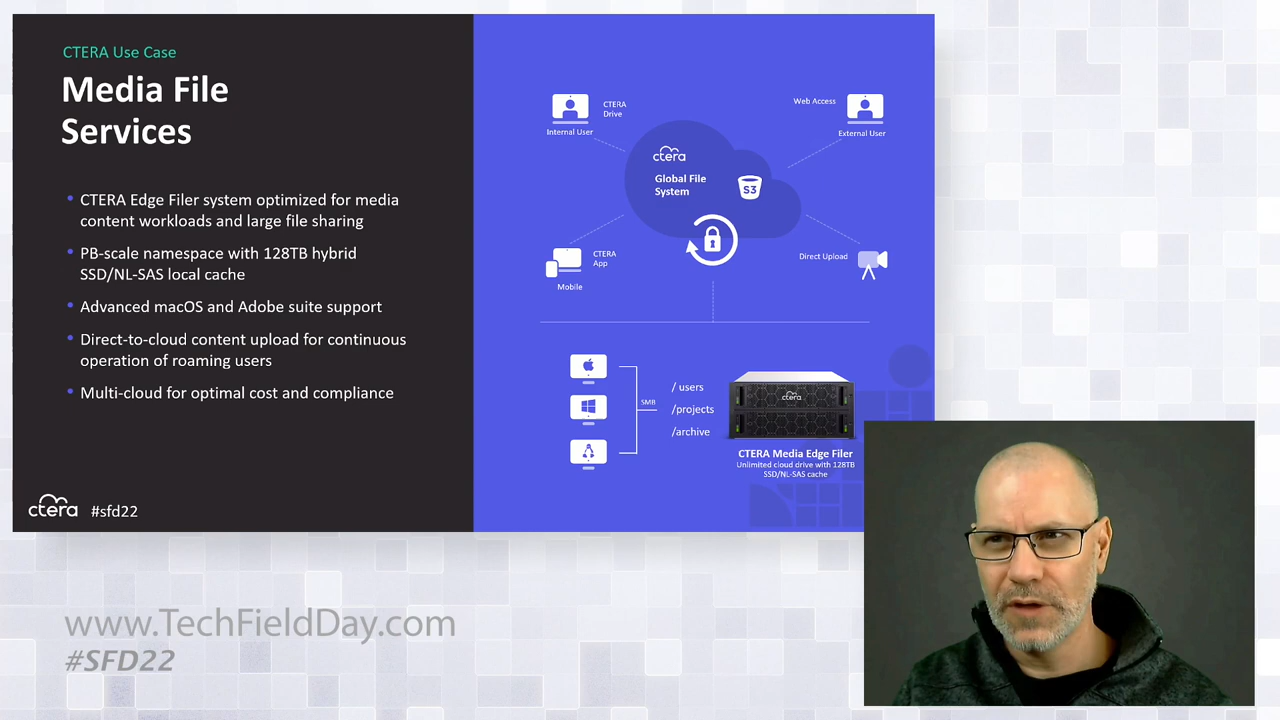 CTERA Use Case
Media File
Services
• CTERA Edge Filer system optimized for media
content workloads and large file sharing
• PB-scale namespace with 128TB hybrid
SSD/NL-SAS local cache
• Advanced macOS and Adobe suite support
• Direct-to-cloud content upload for continuous
operation of roaming users
• Multi-cloud for optimal cost and compliance
ctera
#sfd22
CTERA
Drive
Internal User
Web Access
External User
ctera
Global File
System
S3
CTERA
App
Mobile
Direct Upload
SMB
/ users
/projects
/archive
ctera
CTERA Media Edge Filer
Unlimited cloud drive with 128TB
SSD/NL-SAS cache
www.TechFieldDay.com
#SFD22